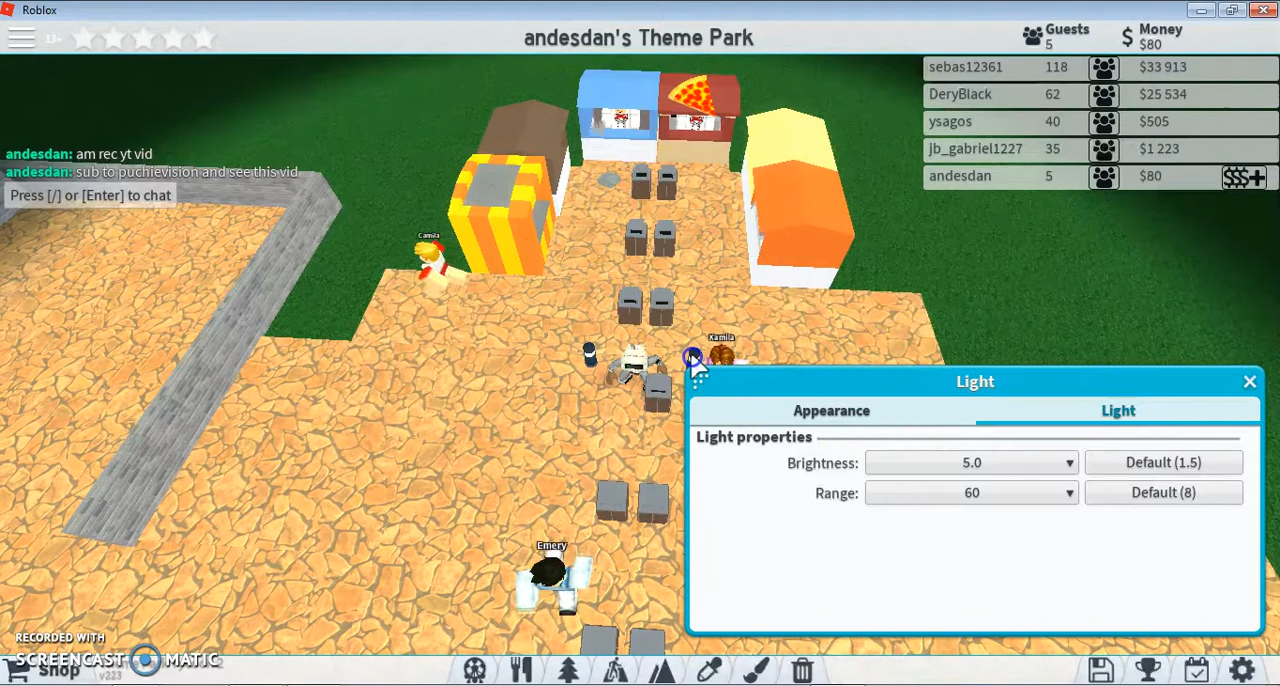 Roblox
13+
andesdan's Theme Park
Guests
5
$ Money
$80
sebas12361 118 $33 913
DeryBlack 62 $25 534
ysagos 40 $505
jb_gabriel1227 35 $1 223
andesdan 5 $80 $$$+
andesdan: am rec yt vid
andesdan: sub to puchievision and see this vid
Press [/] or [Enter] to chat
Camila
Kamila
Light
Appearance Light
Light properties
Brightness: 5.0 Default (1.5)
Range: 60 Default (8)
Emery
RECORDED WITH
SCREENCAST MATIC
Shop
v223